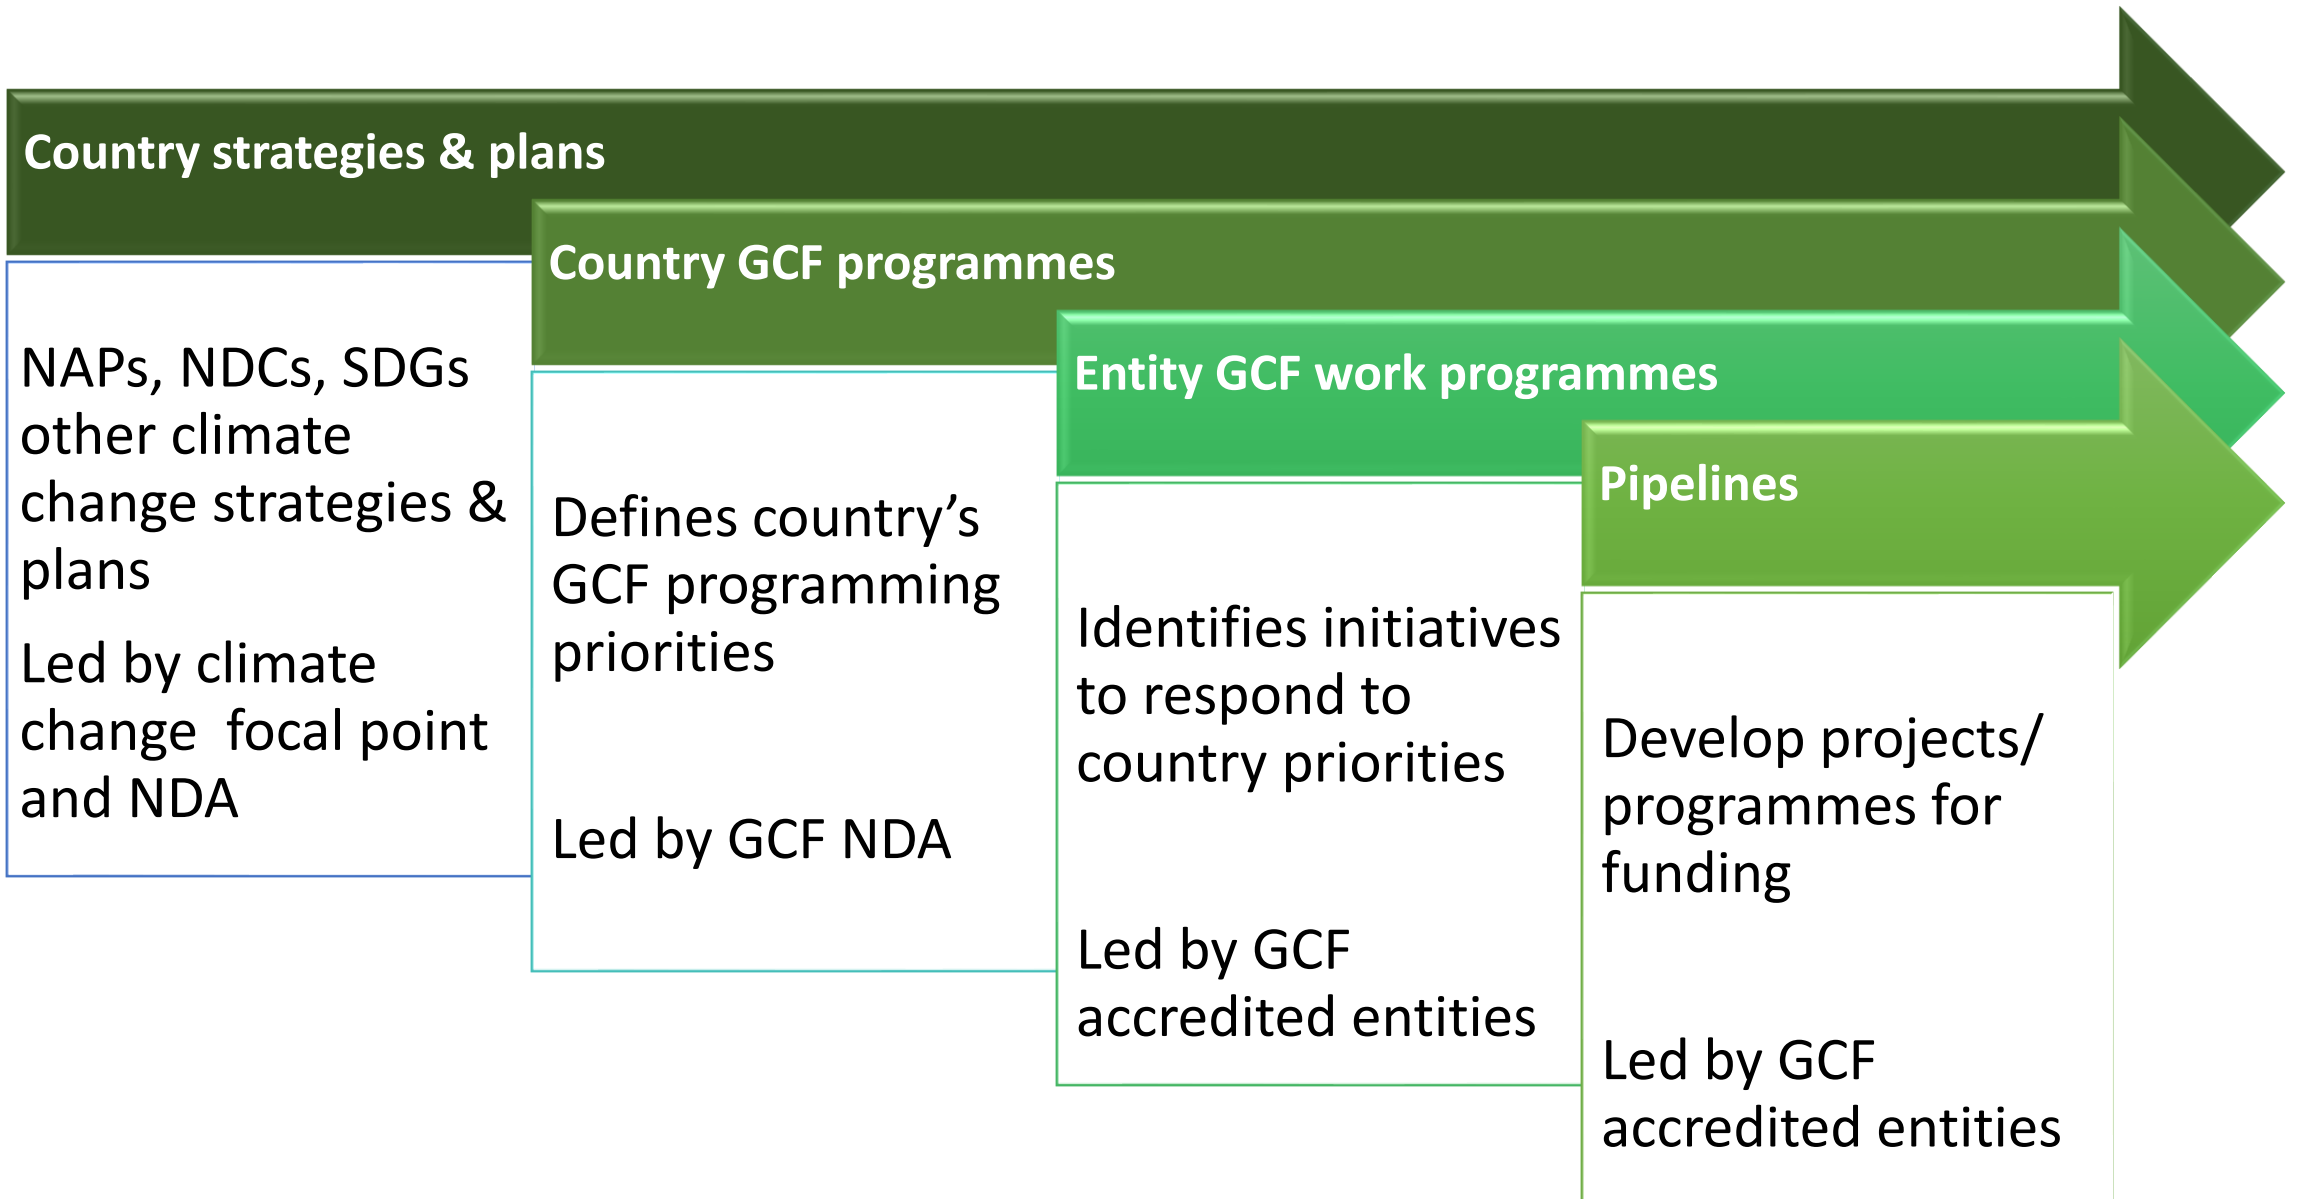 Country strategies & plans
NAPs, NDCs, SDGs
other climate
change strategies &
plans
Led by climate
change  focal point
and NDA
Country GCF programmes
Defines country’s
GCF programming
priorities
Led by GCF NDA
Entity GCF work programmes
Identifies initiatives
to respond to
country priorities
Led by GCF
accredited entities
Pipelines
Develop projects/
programmes for
funding
Led by GCF
accredited entities